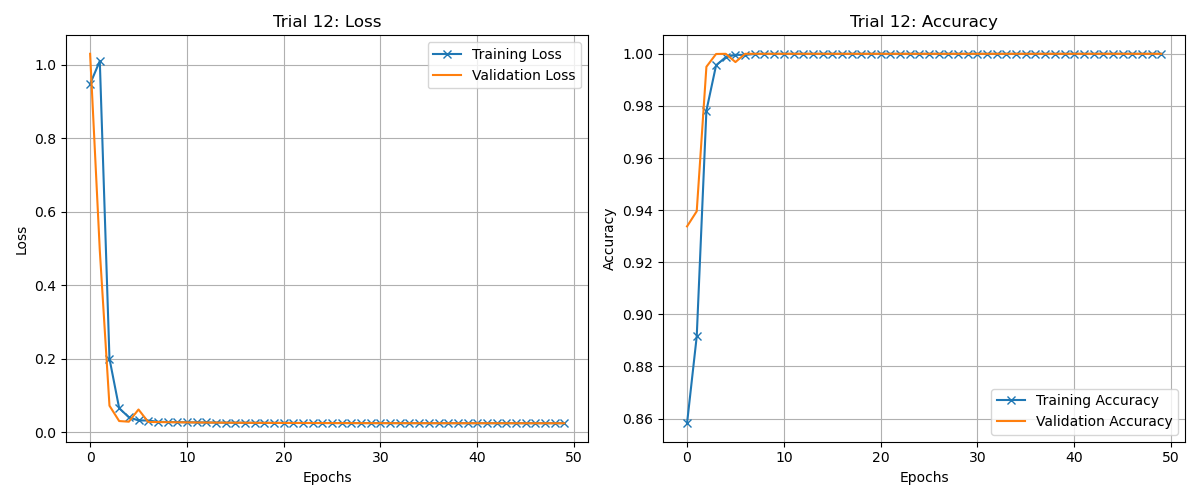 Trial 12: Loss
Loss
1.0
0.8
0.6
0.4
0.2
0.0
Training Loss
Validation Loss
0 10 20 30 40 50
Epochs
Trial 12: Accuracy
Accuracy
1.00
0.98
0.96
0.94
0.92
0.90
0.88
0.86
Training Accuracy
Validation Accuracy
0 10 20 30 40 50
Epochs